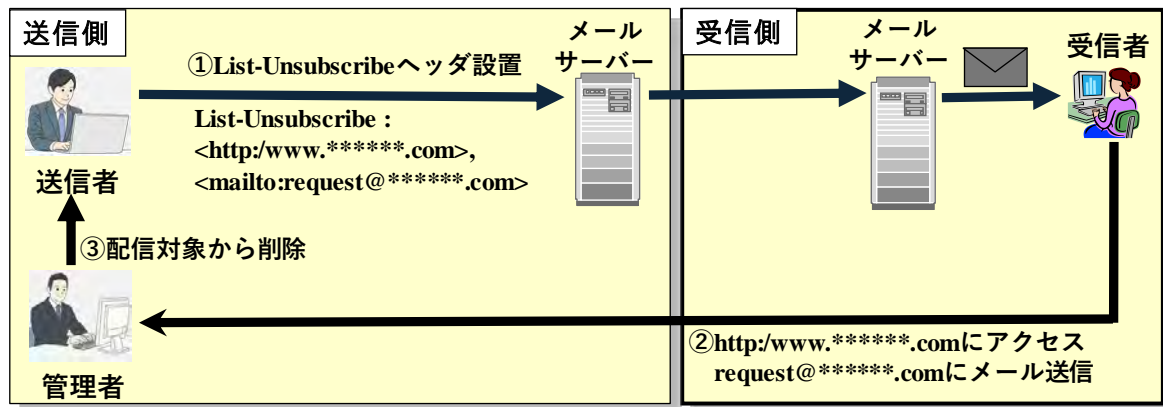 送信側
①List-Unsubscribeヘッダ設置
List-Unsubscribe :
<http:/www.******.com>,
<mailto:request@******.com>
メール
サーバー
送信者
③配信対象から削除
管理者
受信側
メール
サーバー
受信者
②http:/www.******.comにアクセス
request@******.comにメール送信